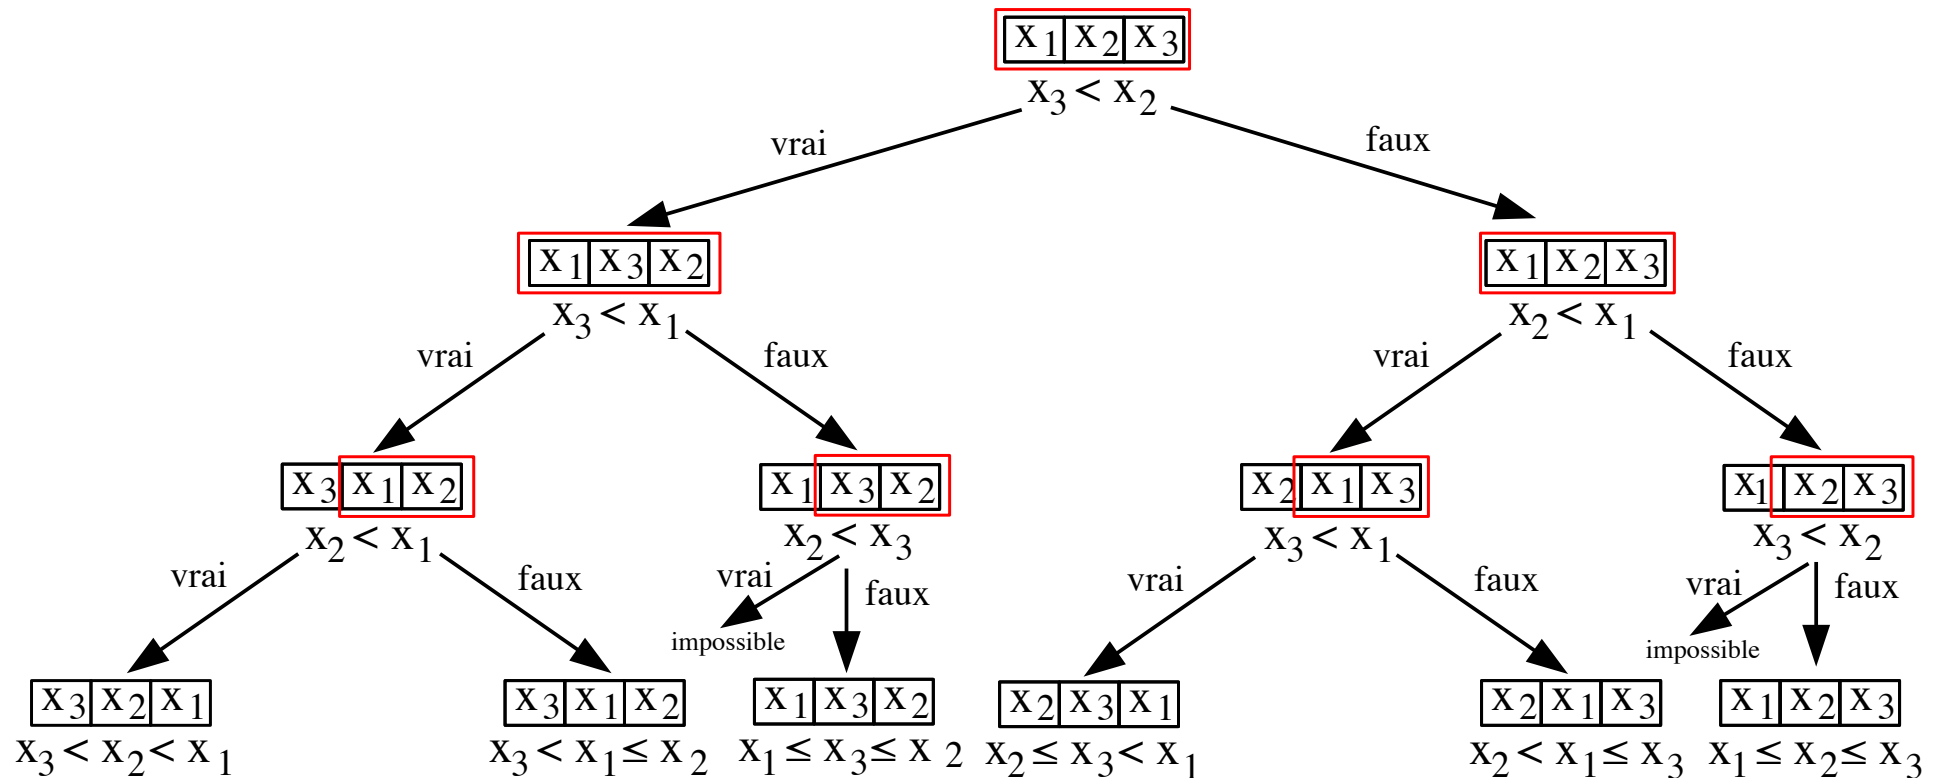 x1 x2 x3
x3 < x2
vrai faux
x1 x3 x2 x1 x2 x3
x3 < x1 x2 < x1
vrai faux vrai faux
x3 x1 x2 x1 x3 x2 x2 x1 x3 x1 x2 x3
x2 < x1 x2 < x3 x3 < x1 x3 < x2
vrai faux vrai faux vrai faux vrai faux
impossible impossible
x3 x2 x1 x3 x1 x2 x1 x3 x2 x2 x3 x1 x2 x1 x3 x1 x2 x3
x3 < x2 < x1 x3 < x1 ≤ x2 x1 ≤ x3 ≤ x2 x2 ≤ x3 < x1 x2 < x1 ≤ x3 x1 ≤ x2 ≤ x3